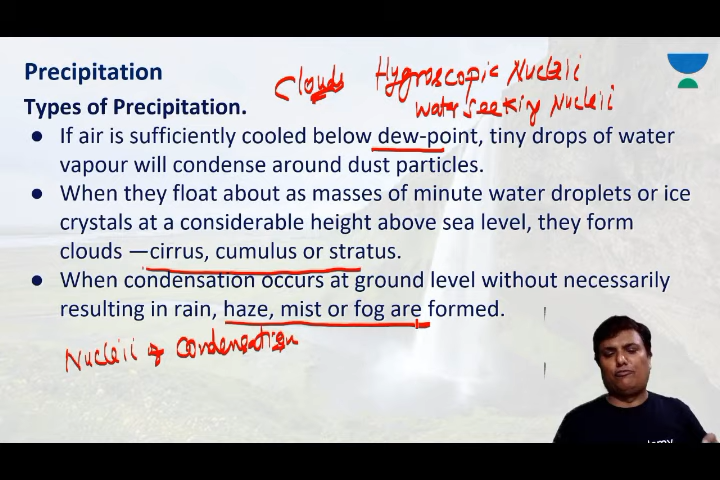 Precipitation
Clouds Hygroscopic Nucleii
Water seeking Nucleii
Types of Precipitation.
● If air is sufficiently cooled below dew-point, tiny drops of water
vapour will condense around dust particles.
● When they float about as masses of minute water droplets or ice
crystals at a considerable height above sea level, they form
clouds —cirrus, cumulus or stratus.
● When condensation occurs at ground level without necessarily
resulting in rain, haze, mist or fog are formed.
Nucleii of Condensation